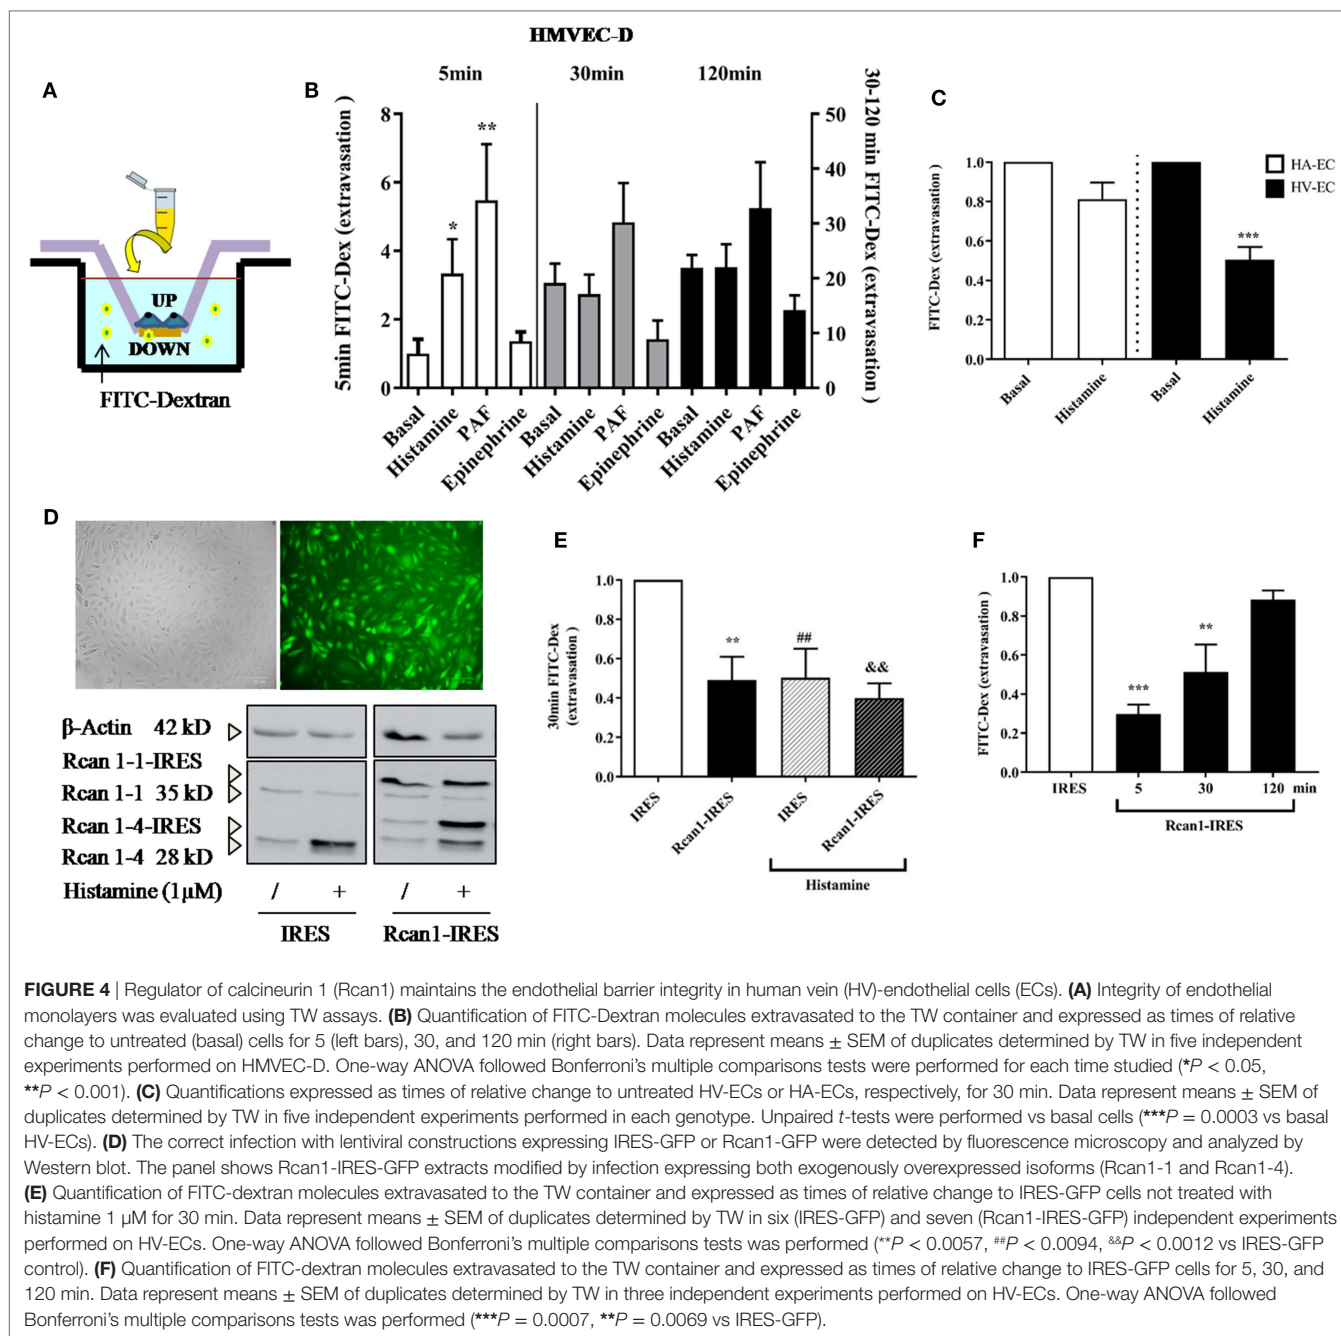 HMVEC-D
A
B
C
5min
30min
120min
5min FITC-Dex (extravasation )
8
6
4
2
0
**
*
50
40
30
20
10
0
30-120 min FITC-Dex (extravasation )
Basal
Histamine
PAF
Epinephrine
Basal
Histamine
PAF
Epinephrine
Basal
Histamine
PAF
Epinephrine
UP
DOWN
FITC-Dextran
FITC-Dex (extravasation )
1.0
0.8
0.6
0.4
0.2
0.0
HA-EC
HV-EC
***
Basal
Histamine
Basal
Histamine
D
β-Actin 42 kD
Rcan 1-1-IRES
Rcan 1-1 35 kD
Rcan 1-4-IRES
Rcan 1-4 28 kD
Histamine (1μM) / + / +
IRES Rcan1-IRES
E
30min FITC-Dex
(extravasation )
1.0
0.8
0.6
0.4
0.2
0.0
**
##
&&
IRES
Rcan1-IRES
IRES
Rcan1-IRES
Histamine
F
FITC-Dex (extravasation )
1.0
0.8
0.6
0.4
0.2
0.0
***
**
IRES 5 30 120 min
Rcan1-IRES
FIGURE 4 | Regulator of calcineurin 1 (Rcan1) maintains the endothelial barrier integrity in human vein (HV)-endothelial cells (ECs). (A) Integrity of endothelial
monolayers was evaluated using TW assays. (B) Quantification of FITC-Dextran molecules extravasated to the TW container and expressed as times of relative
change to untreated (basal) cells for 5 (left bars), 30, and 120 min (right bars). Data represent means ± SEM of duplicates determined by TW in five independent
experiments performed on HMVEC-D. One-way ANOVA followed Bonferroni's multiple comparisons tests were performed for each time studied (*P < 0.05,
**P < 0.001). (C) Quantifications expressed as times of relative change to untreated HV-ECs or HA-ECs, respectively, for 30 min. Data represent means ± SEM of
duplicates determined by TW in five independent experiments performed in each genotype. Unpaired t-tests were performed vs basal cells (***P = 0.0003 vs basal
HV-ECs). (D) The correct infection with lentiviral constructions expressing IRES-GFP or Rcan1-GFP were detected by fluorescence microscopy and analyzed by
Western blot. The panel shows Rcan1-IRES-GFP extracts modified by infection expressing both exogenously overexpressed isoforms (Rcan1-1 and Rcan1-4).
(E) Quantification of FITC-dextran molecules extravasated to the TW container and expressed as times of relative change to IRES-GFP cells not treated with
histamine 1 μM for 30 min. Data represent means ± SEM of duplicates determined by TW in six (IRES-GFP) and seven (Rcan1-IRES-GFP) independent experiments
performed on HV-ECs. One-way ANOVA followed Bonferroni's multiple comparisons tests was performed (**P < 0.0057, ##P < 0.0094, &&P < 0.0012 vs IRES-GFP
control). (F) Quantification of FITC-dextran molecules extravasated to the TW container and expressed as times of relative change to IRES-GFP cells for 5, 30, and
120 min. Data represent means ± SEM of duplicates determined by TW in three independent experiments performed on HV-ECs. One-way ANOVA followed
Bonferroni's multiple comparisons tests was performed (***P = 0.0007, **P = 0.0069 vs IRES-GFP).